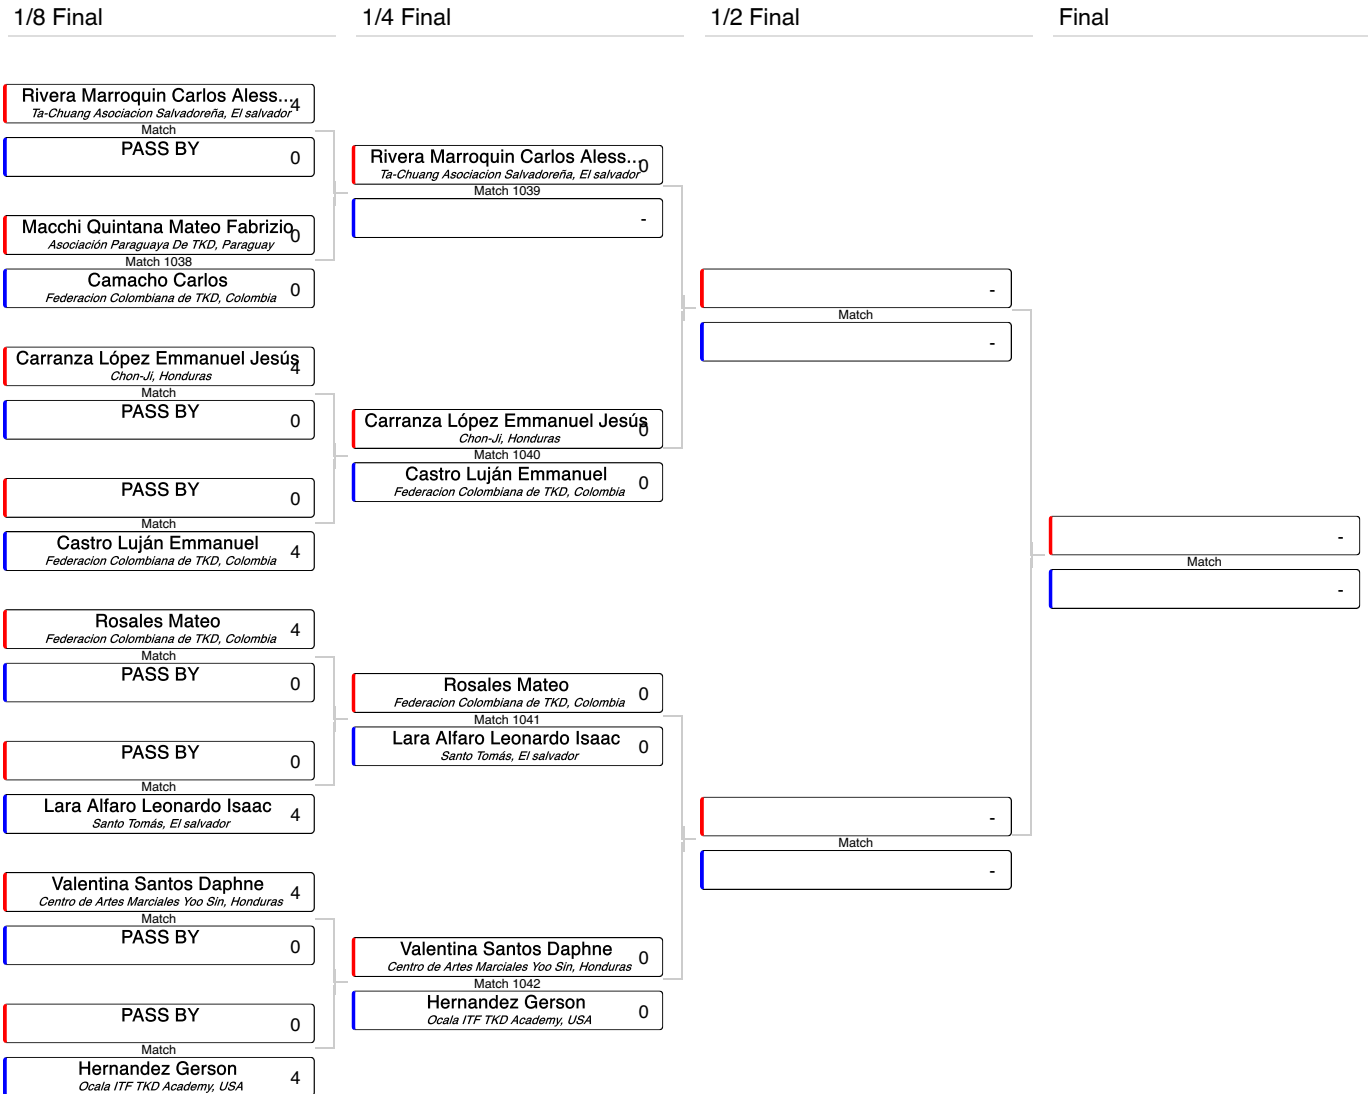 1/8 Final
1/4 Final
1/2 Final
Final
Rivera Marroquin Carlos Aless...
4
Ta-Chuang Asociacion Salvadoreña, El salvador
Match
PASS BY
0
Macchi Quintana Mateo Fabrizio
0
Asociación Paraguaya De TKD, Paraguay
Match 1038
Camacho Carlos
0
Federacion Colombiana de TKD, Colombia
Carranza López Emmanuel Jesús
4
Chon-Ji, Honduras
Match
PASS BY
0
PASS BY
0
Match
Castro Luján Emmanuel
4
Federacion Colombiana de TKD, Colombia
Rosales Mateo
4
Federacion Colombiana de TKD, Colombia
Match
PASS BY
0
PASS BY
0
Match
Lara Alfaro Leonardo Isaac
4
Santo Tomás, El salvador
Valentina Santos Daphne
4
Centro de Artes Marciales Yoo Sin, Honduras
Match
PASS BY
0
PASS BY
0
Match
Hernandez Gerson
4
Ocala ITF TKD Academy, USA
Rivera Marroquin Carlos Aless...
0
Ta-Chuang Asociacion Salvadoreña, El salvador
Match 1039
-
Carranza López Emmanuel Jesús
0
Chon-Ji, Honduras
Match 1040
Castro Luján Emmanuel
0
Federacion Colombiana de TKD, Colombia
Rosales Mateo
0
Federacion Colombiana de TKD, Colombia
Match 1041
Lara Alfaro Leonardo Isaac
0
Santo Tomás, El salvador
Valentina Santos Daphne
0
Centro de Artes Marciales Yoo Sin, Honduras
Match 1042
Hernandez Gerson
0
Ocala ITF TKD Academy, USA
-
Match
-
-
Match
-
-
Match
-